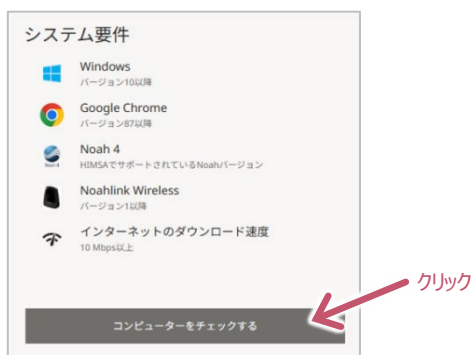 システム要件
Windows
バージョン10以降
Google Chrome
バージョン87以降
Noah 4
HIMSAでサポートされているNoahバージョン
Noahlink Wireless
バージョン1以降
インターネットのダウンロード速度
10 Mbps以上
コンピューターをチェックする
クリック